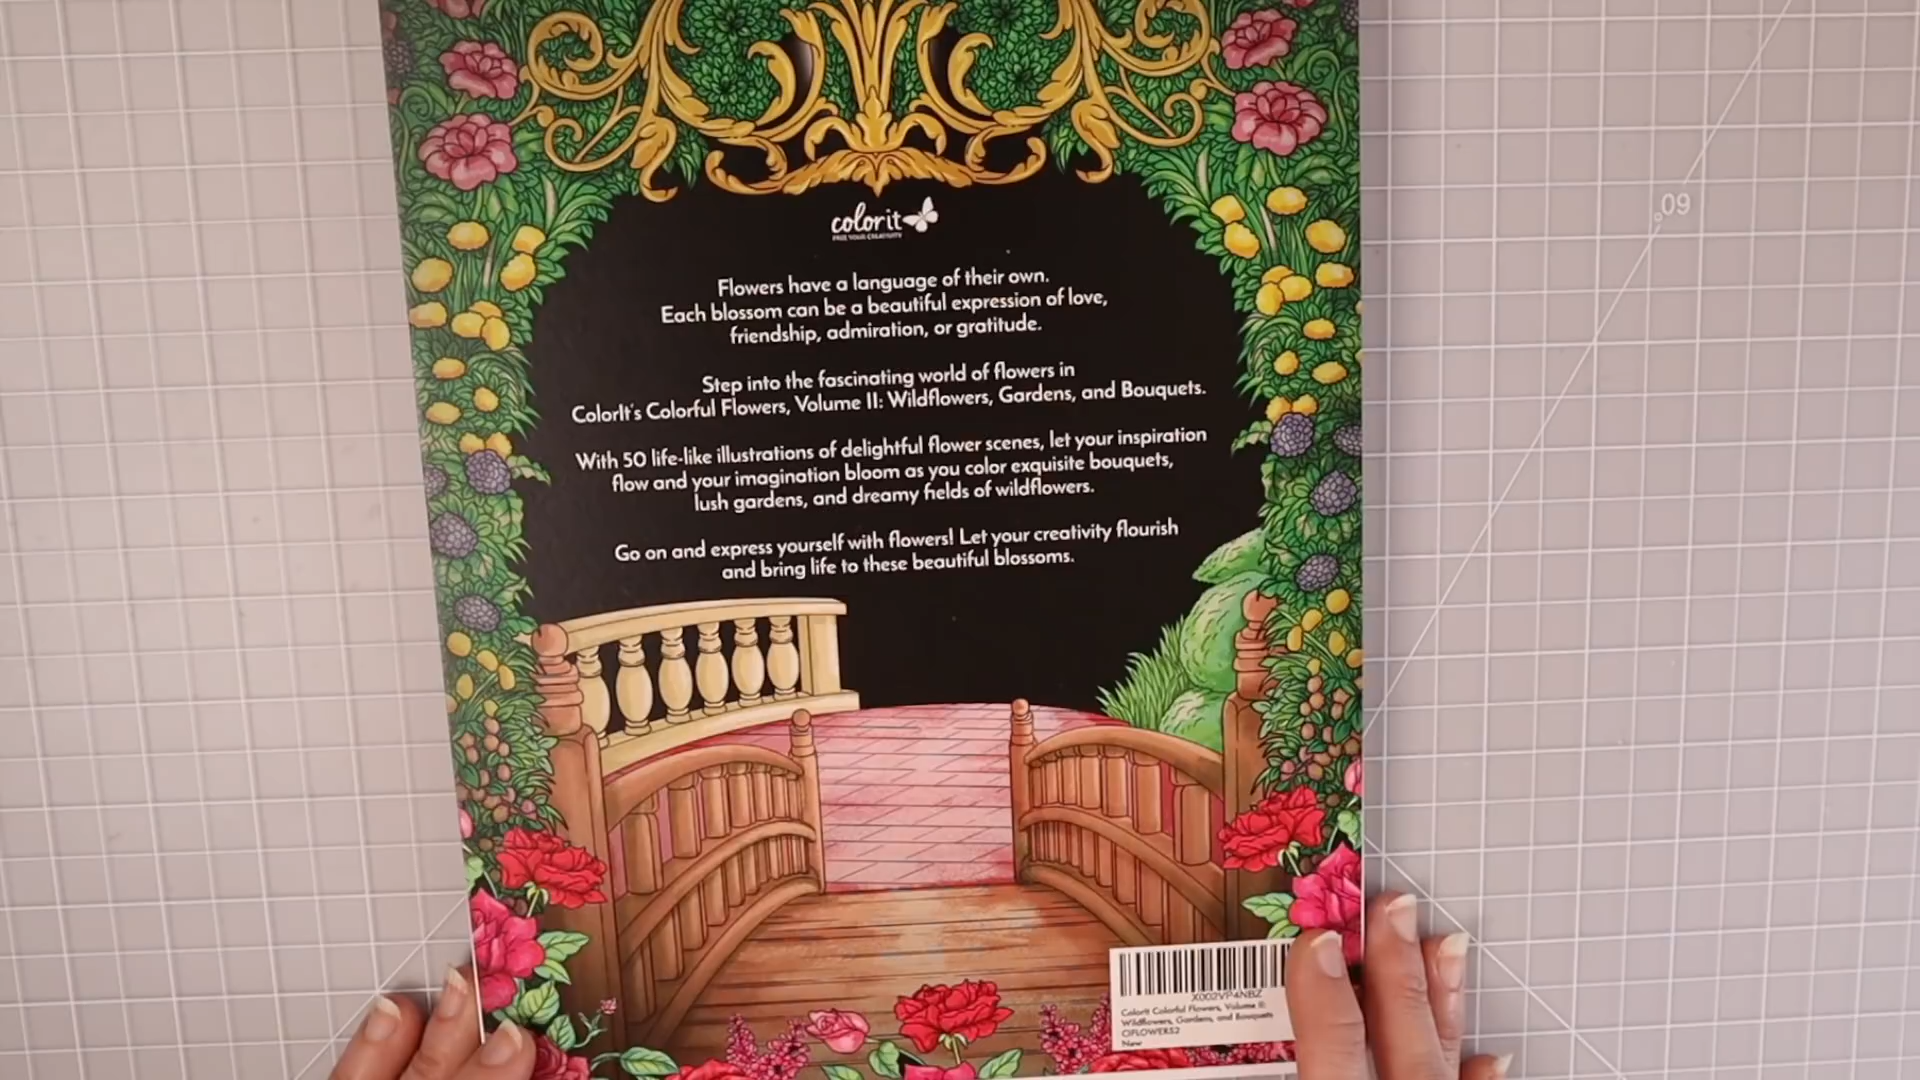 colorit
FREE YOUR CREATIVITY
Flowers have a language of their own.
Each blossom can be a beautiful expression of love,
friendship, admiration, or gratitude.
Step into the fascinating world of flowers in
ColorIt's Colorful Flowers, Volume II: Wildflowers, Gardens, and Bouquets.
With 50 life-like illustrations of delightful flower scenes, let your inspiration
flow and your imagination bloom as you color exquisite bouquets,
lush gardens, and dreamy fields of wildflowers.
Go on and express yourself with flowers! Let your creativity flourish
and bring life to these beautiful blossoms.
60°
X002VP4NBZ
ColorIt Colorful Flowers, Volume II:
Wildflowers, Gardens, and Bouquets
CIFLOWERS2
New